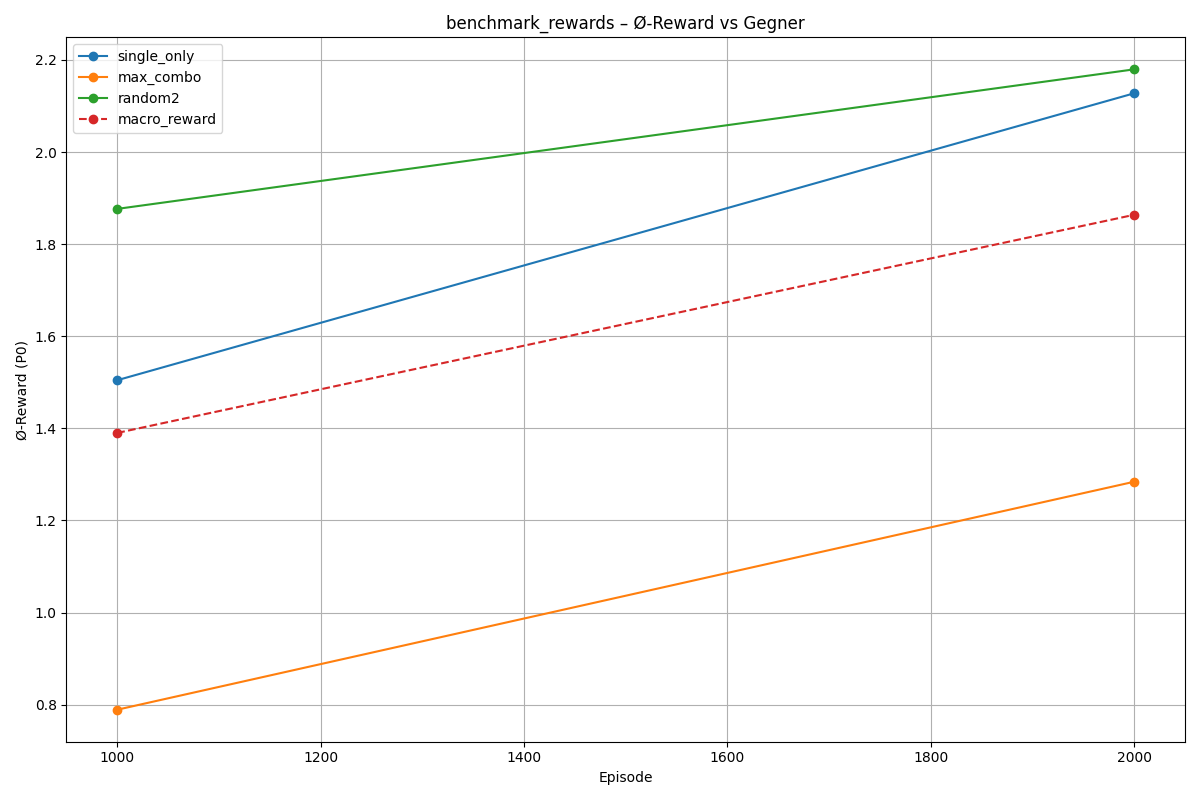 benchmark_rewards – Ø-Reward vs Gegner
single_only
max_combo
random2
macro_reward
2.2
2.0
1.8
1.6
1.4
1.2
1.0
0.8
Ø-Reward (P0)
1000 1200 1400 1600 1800 2000
Episode